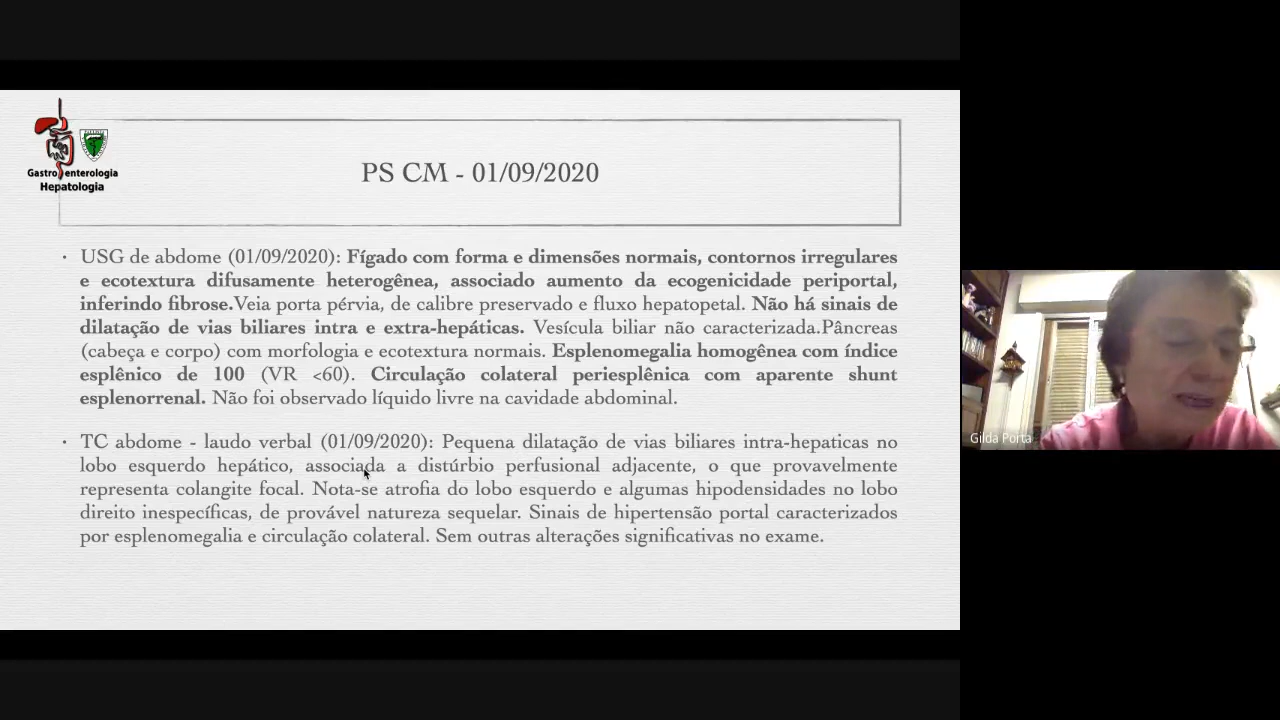 Gastroenterologia
Hepatologia
PS CM - 01/09/2020
• USG de abdome (01/09/2020): Fígado com forma e dimensões normais, contornos irregulares
e ecotextura difusamente heterogênea, associado aumento da ecogenicidade periportal,
inferindo fibrose.Veia porta pérvia, de calibre preservado e fluxo hepatopetal. Não há sinais de
dilatação de vias biliares intra e extra-hepáticas. Vesícula biliar não caracterizada.Pâncreas
(cabeça e corpo) com morfologia e ecotextura normais. Esplenomegalia homogênea com índice
esplênico de 100 (VR <60). Circulação colateral periesplênica com aparente shunt
esplenorrenal. Não foi observado líquido livre na cavidade abdominal.
• TC abdome - laudo verbal (01/09/2020): Pequena dilatação de vias biliares intra-hepaticas no
lobo esquerdo hepático, associada a distúrbio perfusional adjacente, o que provavelmente
representa colangite focal. Nota-se atrofia do lobo esquerdo e algumas hipodensidades no lobo
direito inespecíficas, de provável natureza sequelar. Sinais de hipertensão portal caracterizados
por esplenomegalia e circulação colateral. Sem outras alterações significativas no exame.
Gilda Porta